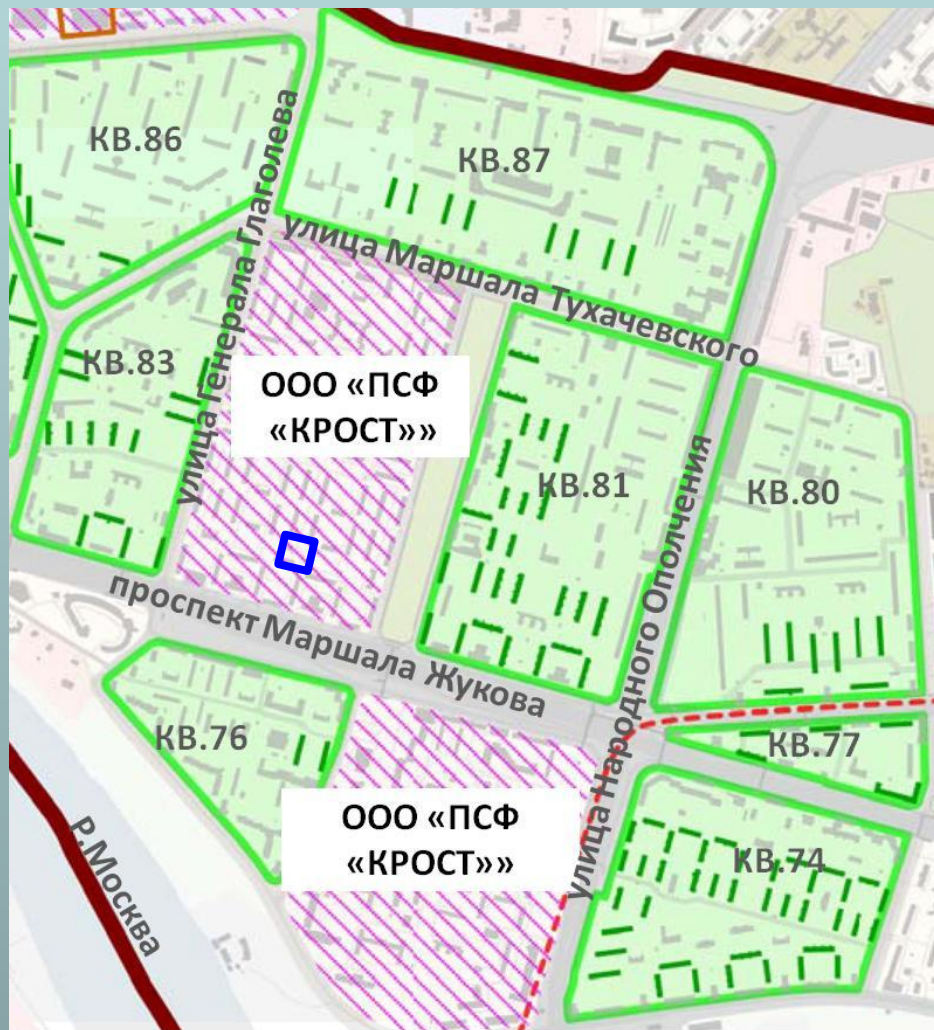 КВ.86
КВ.87
улица Генерала Глаголева
улица Маршала Тухачевского
КВ.83
ООО «ПСФ
«КРОСТ»»
КВ.81
КВ.80
улица Народного Ополчения
проспект Маршала Жукова
КВ.76
КВ.77
ООО «ПСФ
«КРОСТ»»
КВ.74
Р.Москва